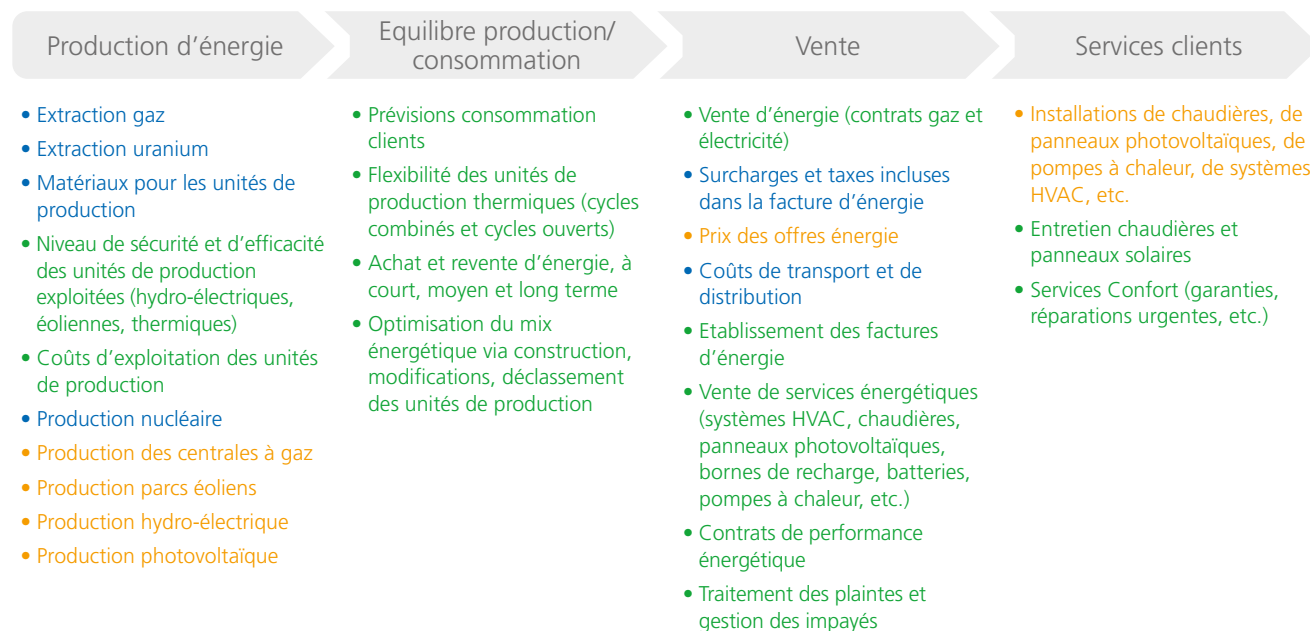 Production d’énergie
Equilibre production/
consommation
Vente
Services clients
• Extraction gaz
• Extraction uranium
• Matériaux pour les unités de
production
• Niveau de sécurité et d’efficacité
des unités de production
exploitées (hydro-électriques,
éoliennes, thermiques)
• Coûts d’exploitation des unités
de production
• Production nucléaire
• Production des centrales à gaz
• Production parcs éoliens
• Production hydro-électrique
• Production photovoltaïque
• Prévisions consommation
clients
• Flexibilité des unités de
production thermiques (cycles
combinés et cycles ouverts)
• Achat et revente d’énergie, à
court, moyen et long terme
• Optimisation du mix
énergétique via construction,
modifications, déclassement
des unités de production
• Vente d’énergie (contrats gaz et
électricité)
• Surcharges et taxes incluses
dans la facture d’énergie
• Prix des offres énergie
• Coûts de transport et de
distribution
• Etablissement des factures
d’énergie
• Vente de services énergétiques
(systèmes HVAC, chaudières,
panneaux photovoltaïques,
bornes de recharge, batteries,
pompes à chaleur, etc.)
• Contrats de performance
énergétique
• Traitement des plaintes et
gestion des impayés
• Installations de chaudières, de
panneaux photovoltaïques, de
pompes à chaleur, de systèmes
HVAC, etc.
• Entretien chaudières et
panneaux solaires
• Services Confort (garanties,
réparations urgentes, etc.)